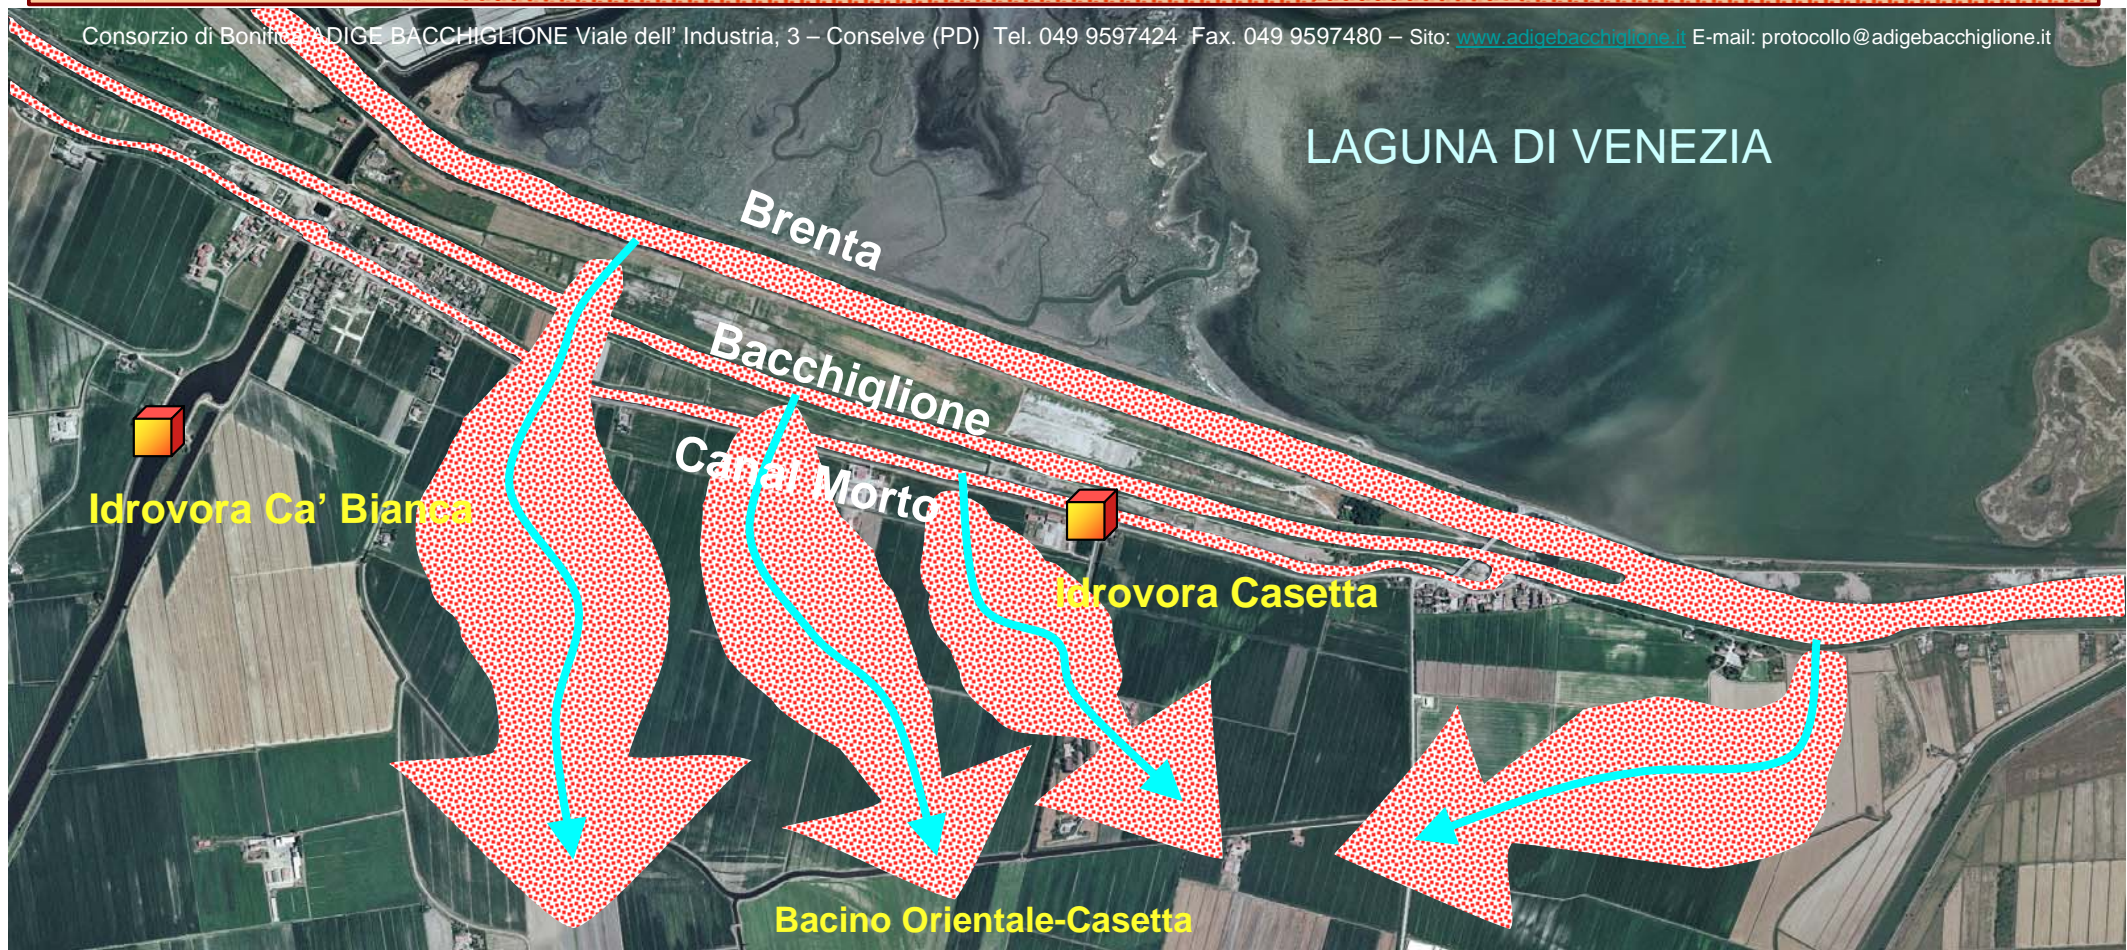 Consorzio di Bonifica ADIGE BACCHIGLIONE Viale dell' Industria, 3 – Conselve (PD) Tel. 049 9597424 Fax. 049 9597480 – Sito: www.adigebacchiglione.it E-mail: protocollo@adigebacchiglione.it
LAGUNA DI VENEZIA
Brenta
Bacchiglione
Canal Morto
Idrovora Ca' Bianca
Idrovora Casetta
Bacino Orientale-Casetta